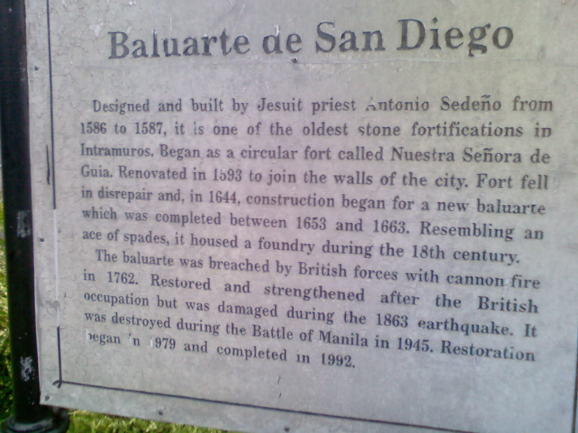 Baluarte de San Diego
Designed and built by Jesuit priest Antonio Sedeño from
1586 to 1587, it is one of the oldest stone fortifications in
Intramuros. Began as a circular fort called Nuestra Señora de
Guia. Renovated in 1593 to join the walls of the city. Fort fell
in disrepair and, in 1644, construction began for a new baluarte
which was completed between 1653 and 1663. Resembling an
ace of spades, it housed a foundry during the 18th century.
The baluarte was breached by British forces with cannon fire
in 1762. Restored and strengthened after the British
occupation but was damaged during the 1863 earthquake. It
was destroyed during the Battle of Manila in 1945. Restoration
began in 1979 and completed in 1992.